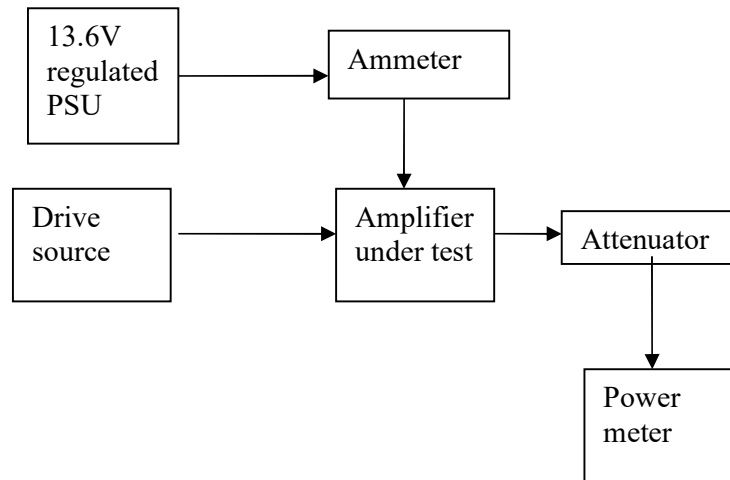 13.6V
regulated
PSU
Ammeter
Drive
source
Amplifier
under test
Attenuator
Power
meter